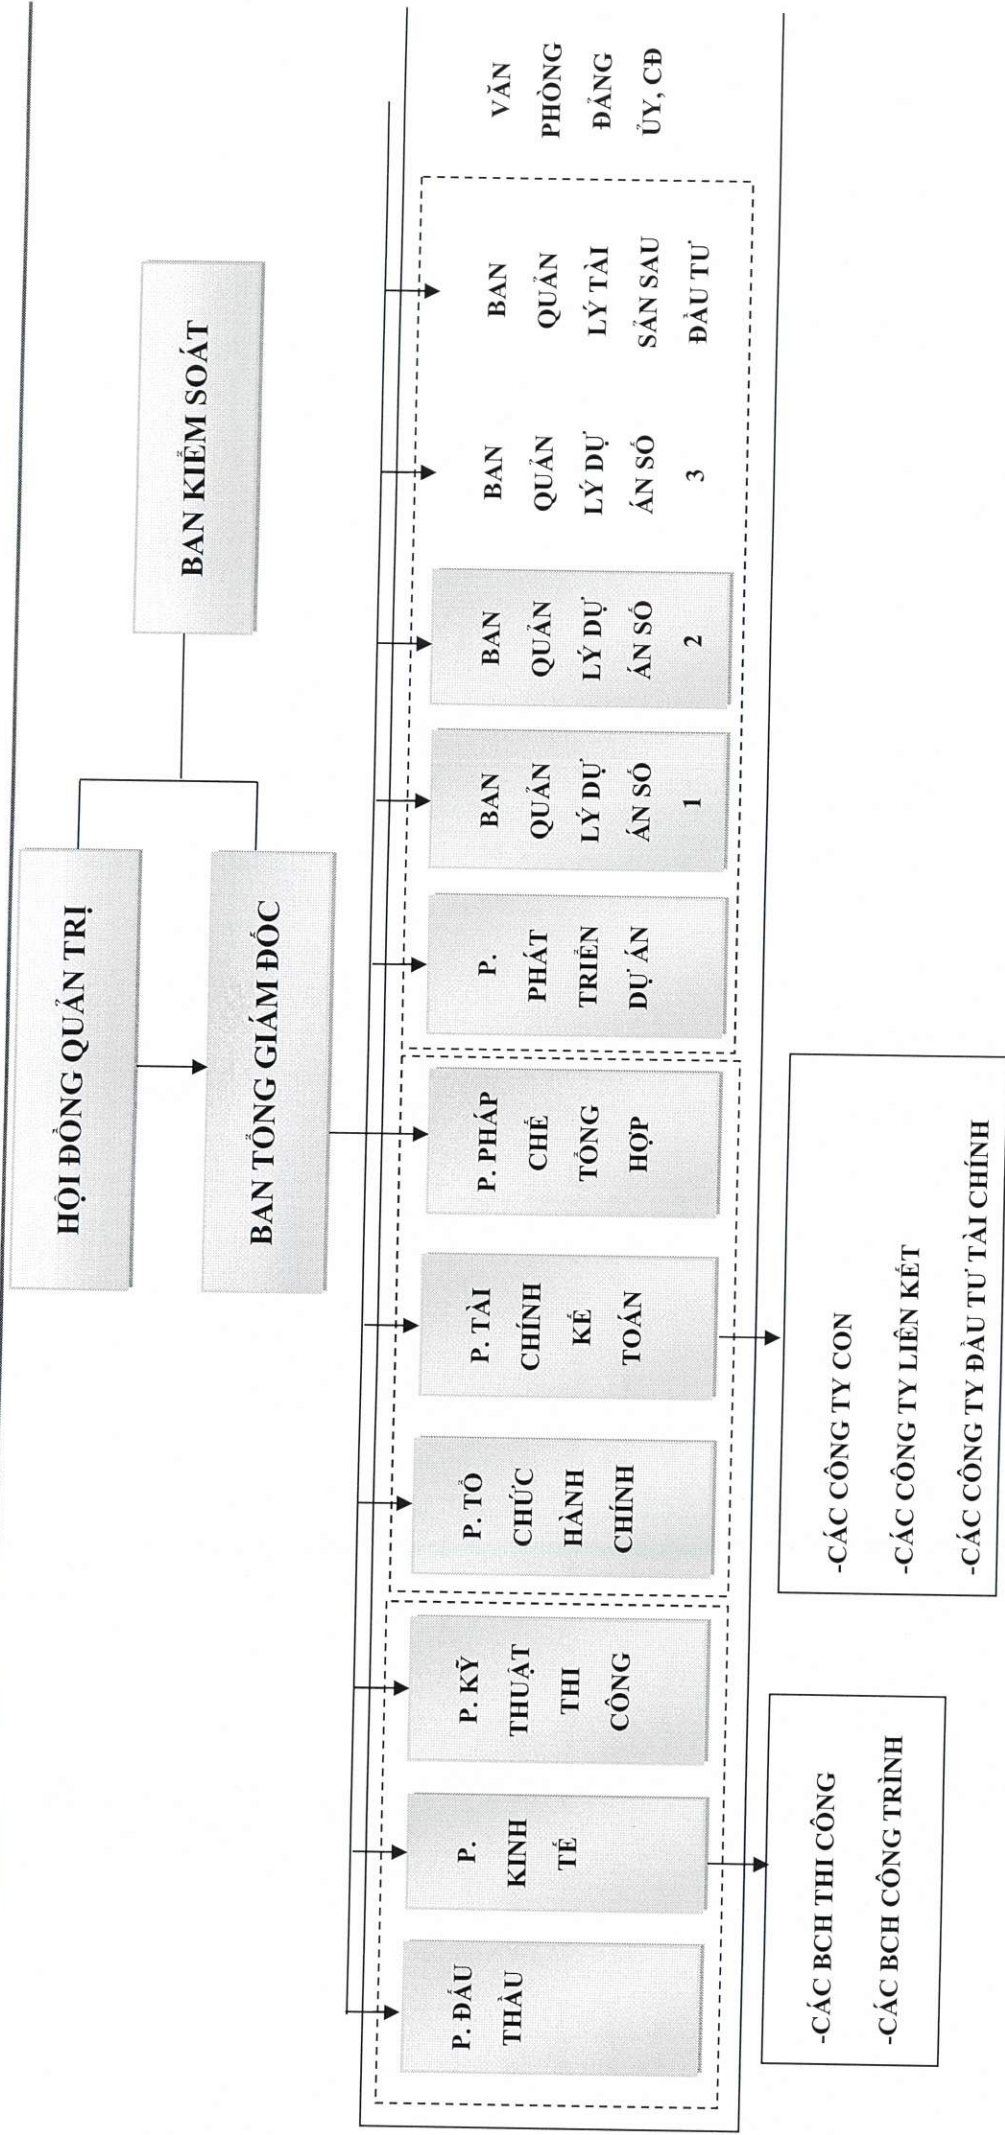 HỘI ĐỒNG QUẢN TRỊ
BAN KIỂM SOÁT
BAN TỔNG GIÁM ĐỐC
P. ĐẤU
THẦU
P.
KINH
TẾ
P. KỸ
THUẬT
THI
CÔNG
P. TỔ
CHỨC
HÀNH
CHÍNH
P. TÀI
CHÍNH
KẾ
TOÁN
P. PHÁP
CHẾ
TỔNG
HỢP
P.
PHÁT
TRIỂN
DỰ ÁN
BAN
QUẢN
LÝ DỰ
ÁN SỐ
1
BAN
QUẢN
LÝ DỰ
ÁN SỐ
2
BAN
QUẢN
LÝ DỰ
ÁN SỐ
3
BAN
QUẢN
LÝ TÀI
SẢN SAU
ĐẦU TƯ
VĂN
PHÒNG
ĐẢNG
ỦY, CĐ
-CÁC BCH THI CÔNG
-CÁC BCH CÔNG TRÌNH
-CÁC CÔNG TY CON
-CÁC CÔNG TY LIÊN KẾT
-CÁC CÔNG TY ĐẦU TƯ TÀI CHÍNH